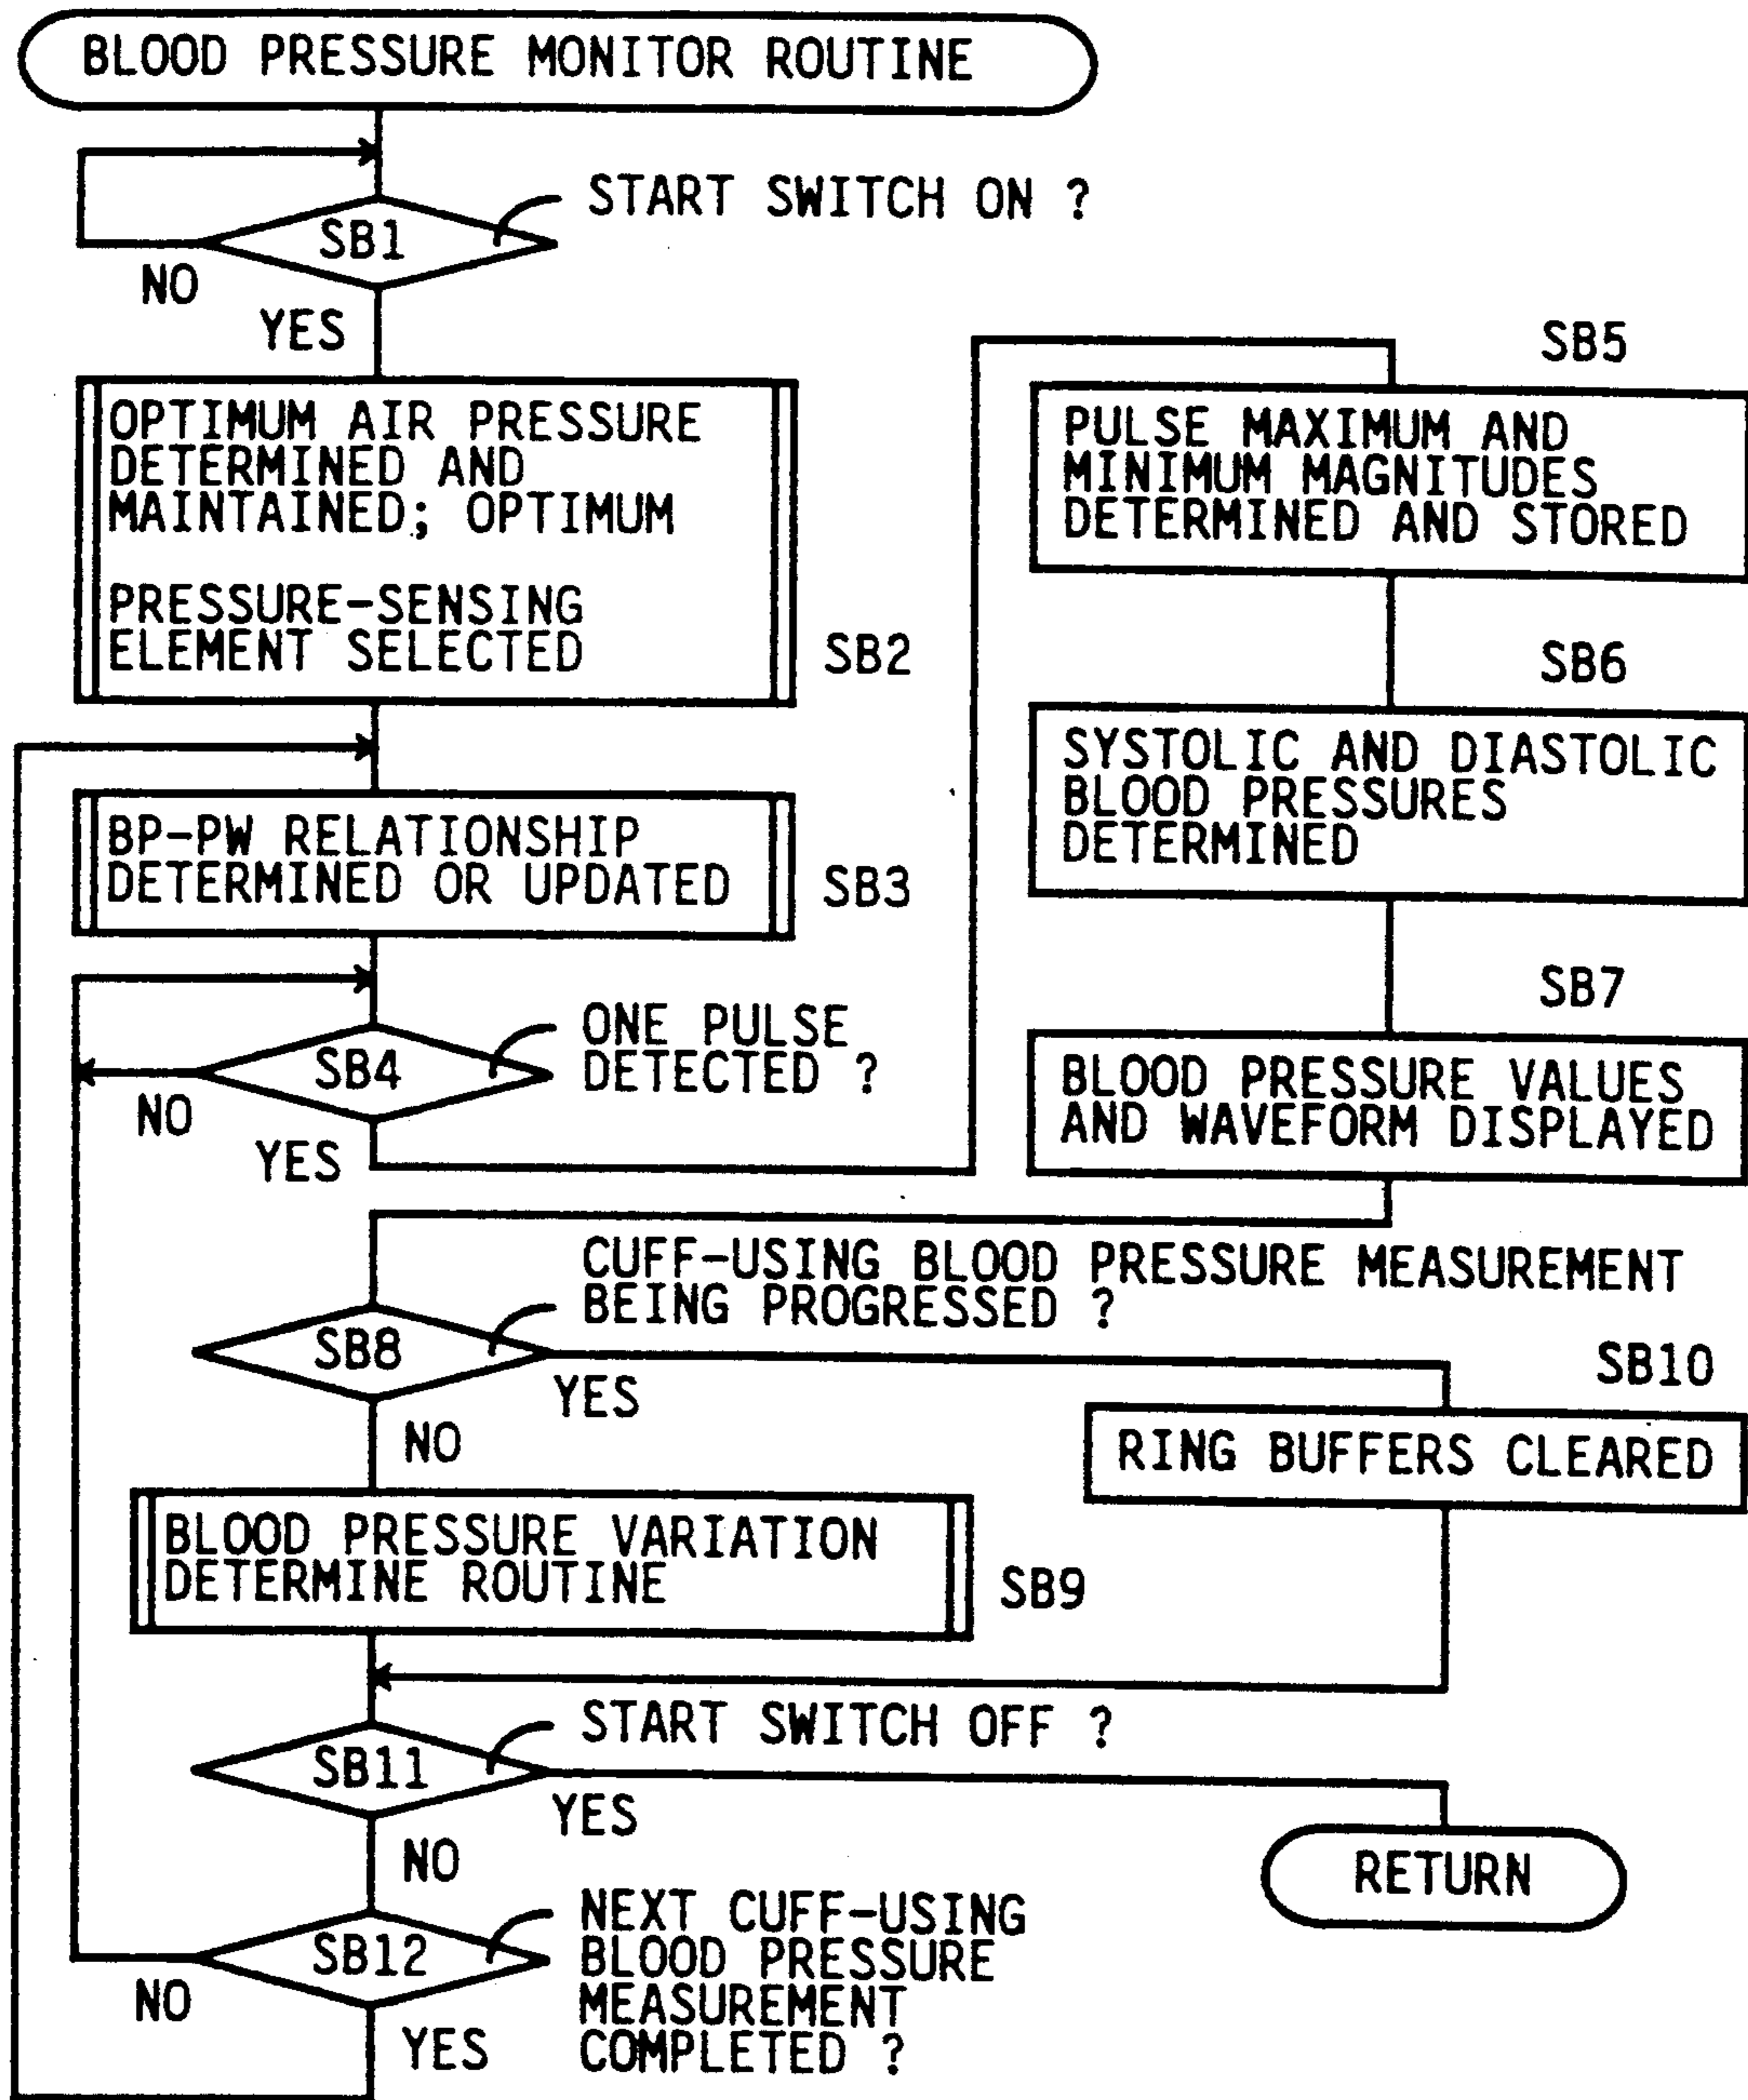 BLOOD PRESSURE MONITOR ROUTINE
START SWITCH ON ?
SB1
NO
YES
OPTIMUM AIR PRESSURE
DETERMINED AND
MAINTAINED; OPTIMUM
PRESSURE-SENSING
ELEMENT SELECTED
SB2
BP-PW RELATIONSHIP
DETERMINED OR UPDATED
SB3
ONE PULSE
DETECTED ?
SB4
NO
YES
SB5
PULSE MAXIMUM AND
MINIMUM MAGNITUDES
DETERMINED AND STORED
SB6
SYSTOLIC AND DIASTOLIC
BLOOD PRESSURES
DETERMINED
SB7
BLOOD PRESSURE VALUES
AND WAVEFORM DISPLAYED
CUFF-USING BLOOD PRESSURE MEASUREMENT
BEING PROGRESSED ?
SB8
YES
NO
SB10
RING BUFFERS CLEARED
BLOOD PRESSURE VARIATION
DETERMINE ROUTINE
SB9
START SWITCH OFF ?
SB11
YES
NO
RETURN
NEXT CUFF-USING
BLOOD PRESSURE
MEASUREMENT
COMPLETED ?
SB12
NO
YES